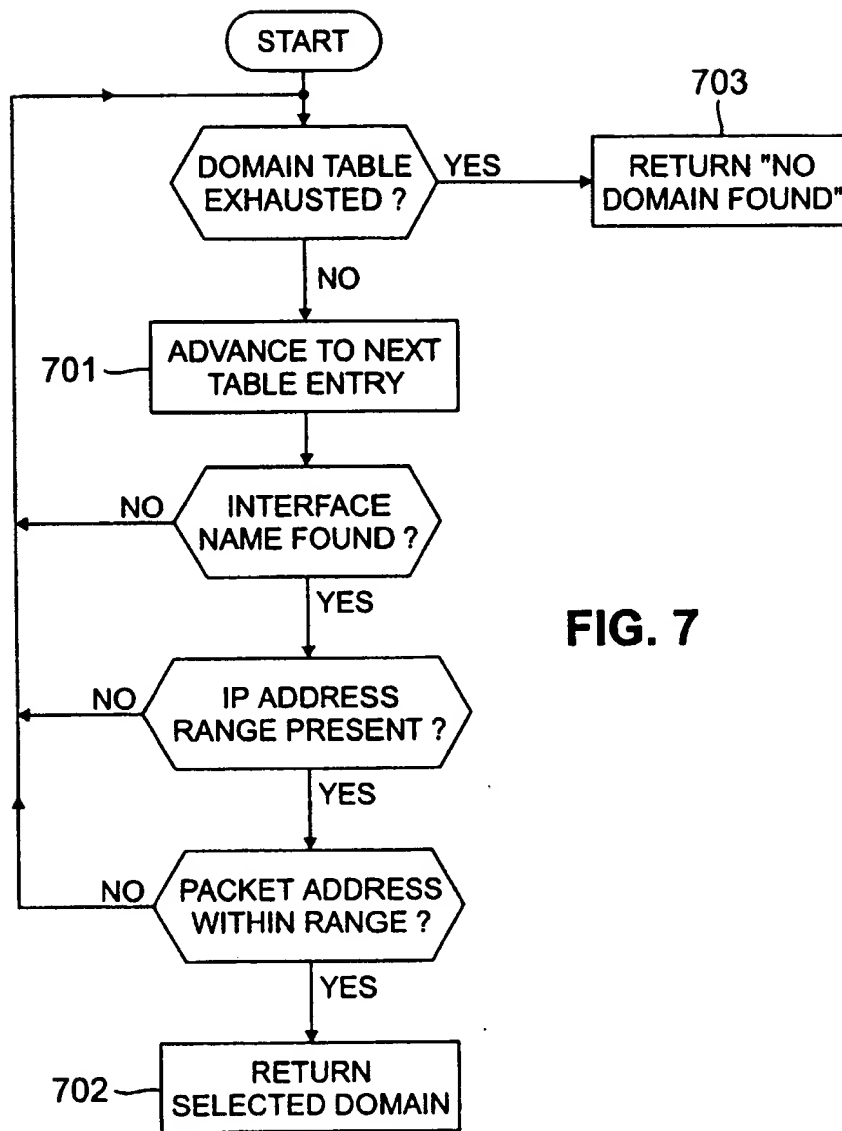 START
703
DOMAIN TABLE
EXHAUSTED ?
YES
RETURN "NO
DOMAIN FOUND"
NO
701
ADVANCE TO NEXT
TABLE ENTRY
NO
INTERFACE
NAME FOUND ?
YES
FIG. 7
NO
IP ADDRESS
RANGE PRESENT ?
YES
NO
PACKET ADDRESS
WITHIN RANGE ?
YES
702
RETURN
SELECTED DOMAIN